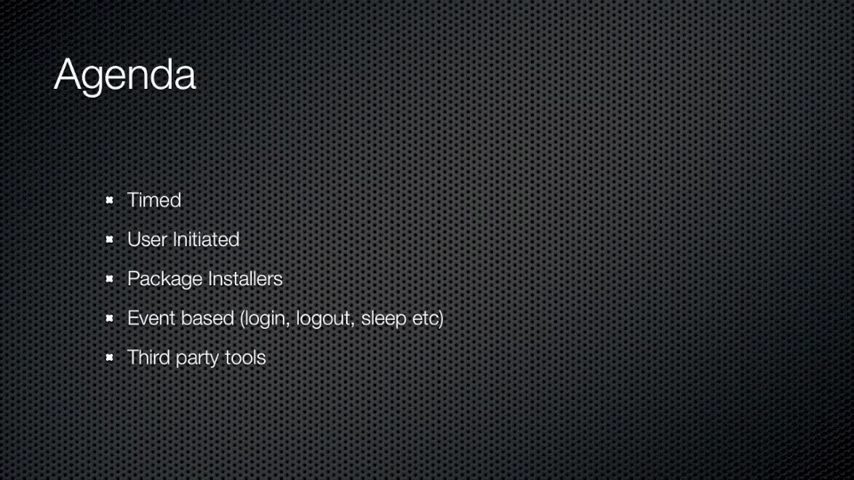 Agenda
Timed
User Initiated
Package Installers
Event based (login, logout, sleep etc)
Third party tools